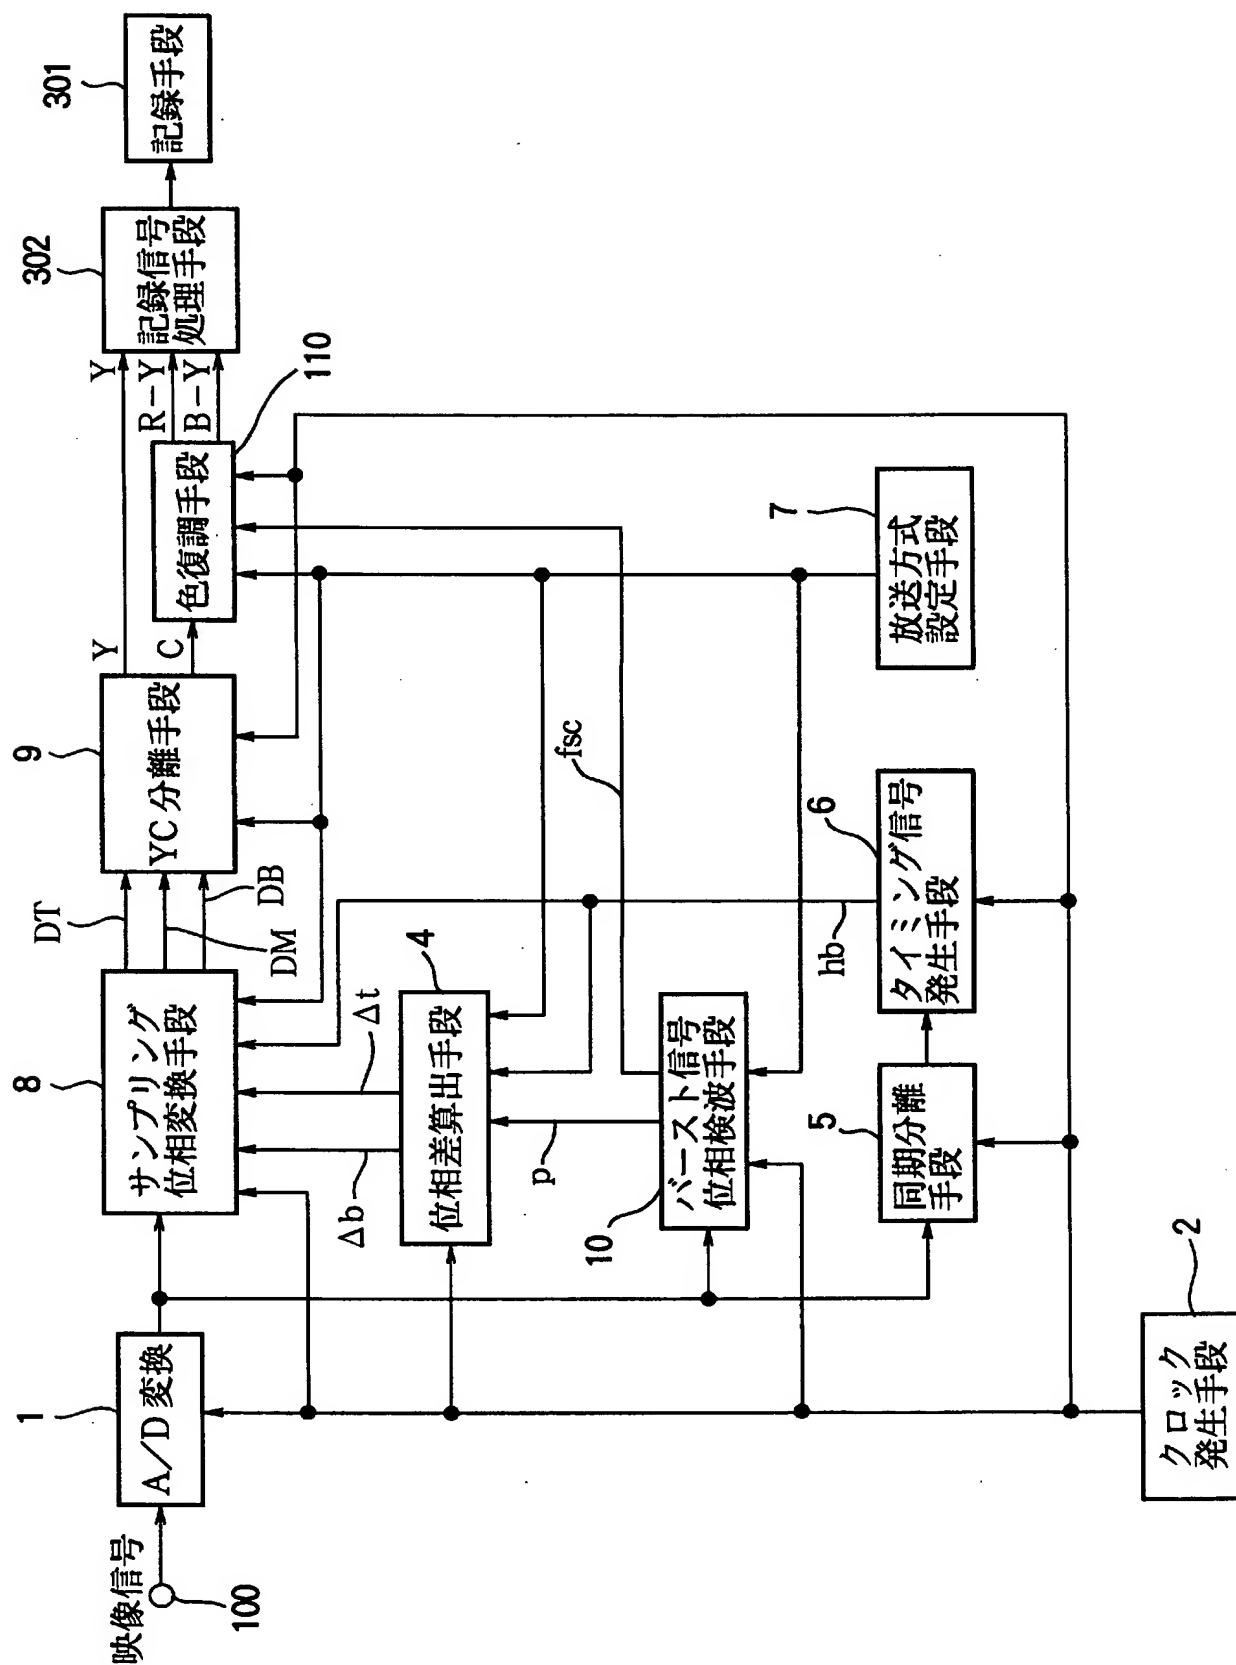 映像信号
100
1
A/D変換
8
サンプリング
位相変換手段
DT
DM
DB
9
YC分離手段
Y
C
110
色復調手段
Y
R−Y
B−Y
302
記録信号
処理手段
301
記録手段
Δb
Δt
4
位相差算出手段
p
10
バースト信号
位相検波手段
fsc
hb
5
同期分離
手段
6
タイミング信号
発生手段
7
放送方式
設定手段
2
クロック
発生手段